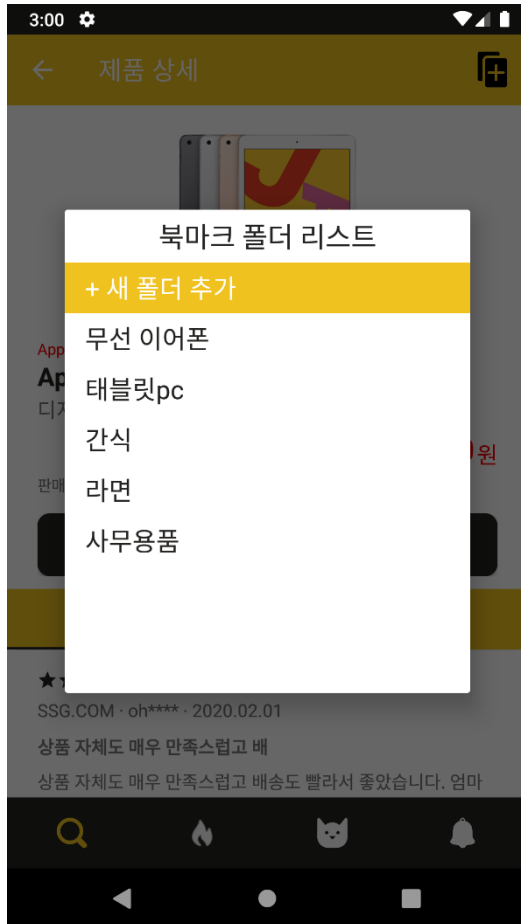 3:00
제품 상세
북마크 폴더 리스트
+ 새 폴더 추가
무선 이어폰
태블릿pc
간식
라면
사무용품
App
Ap
원
판매
SSG.COM · oh**** · 2020.02.01
상품 자체도 매우 만족스럽고 배
상품 자체도 매우 만족스럽고 배송도 빨라서 좋았습니다. 엄마